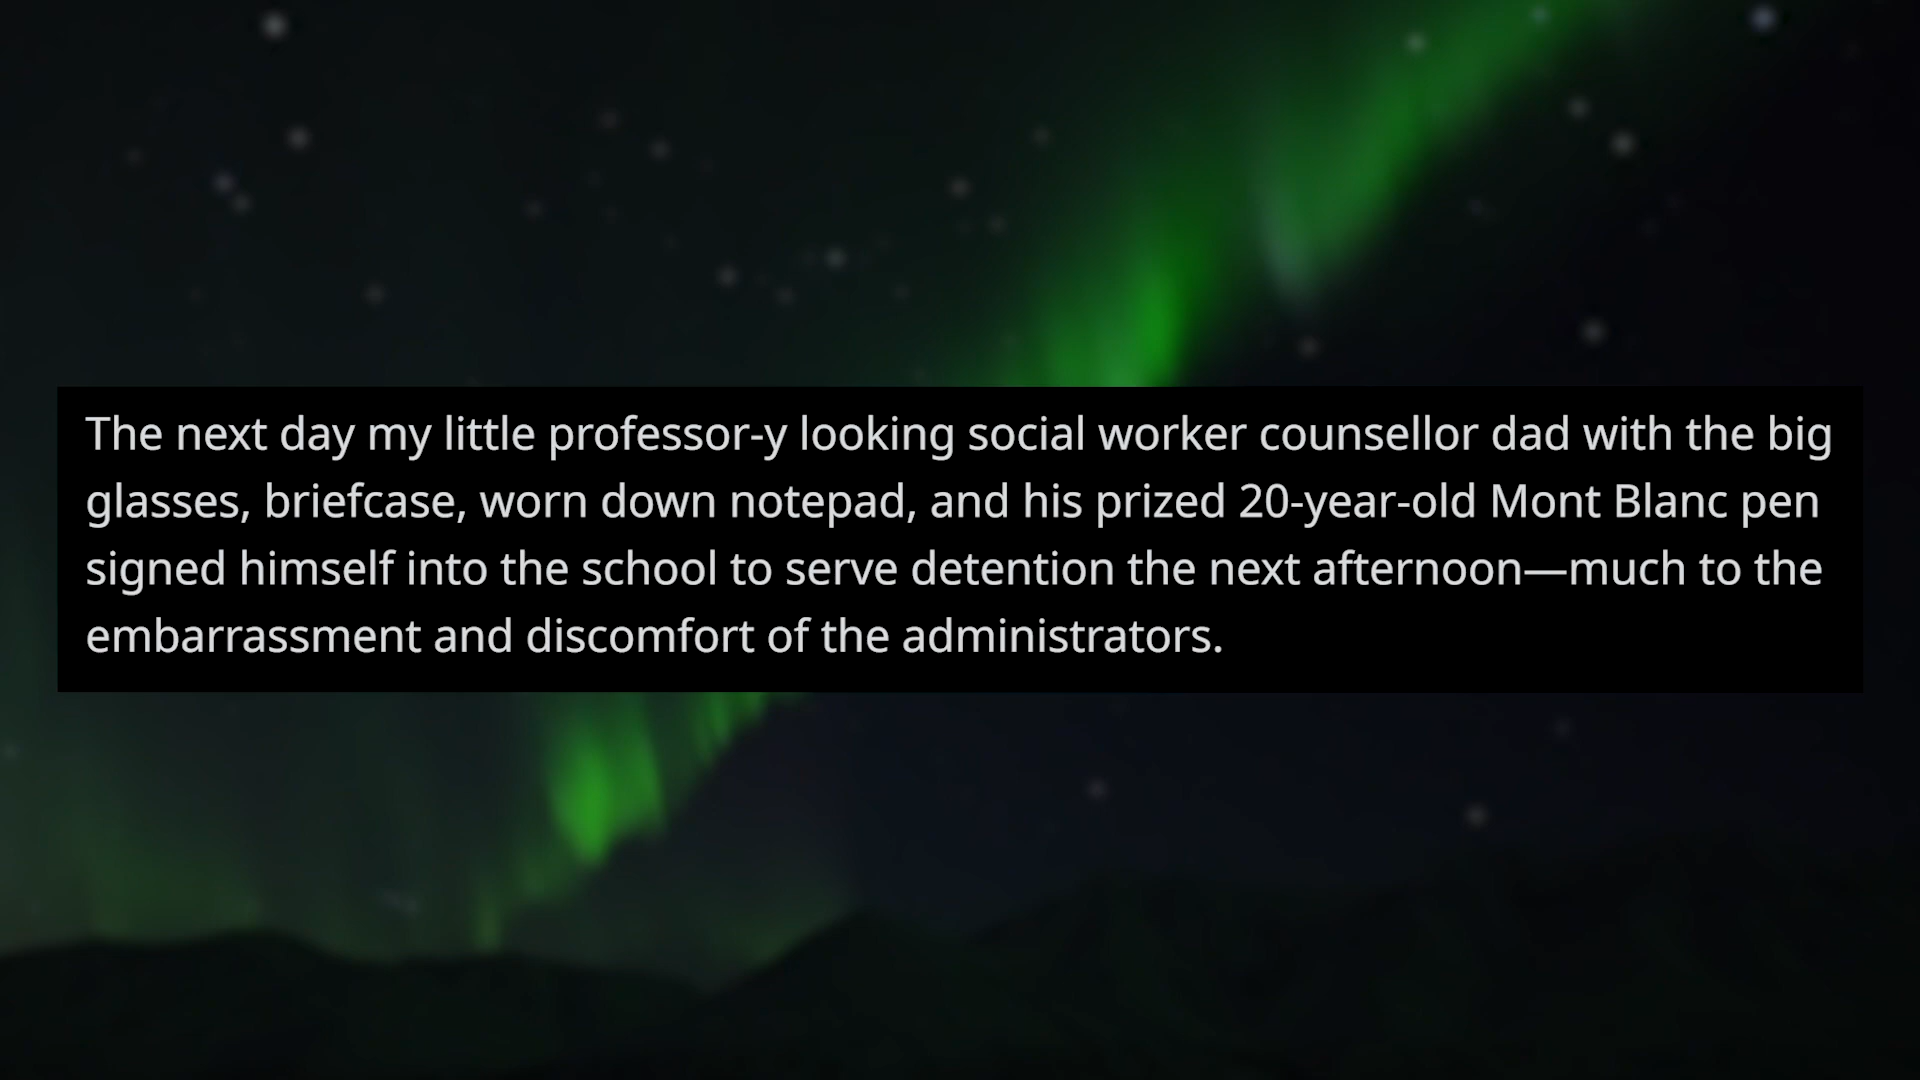 The next day my little professor-y looking social worker counsellor dad with the big
glasses, briefcase, worn down notepad, and his prized 20-year-old Mont Blanc pen
signed himself into the school to serve detention the next afternoon—much to the
embarrassment and discomfort of the administrators.